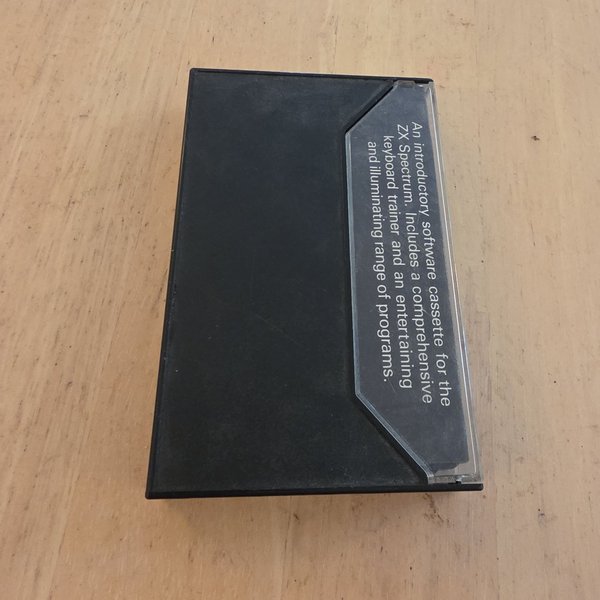 An introductory software cassette for the
ZX Spectrum. Includes a comprehensive
keyboard trainer and an entertaining
and illuminating range of programs.